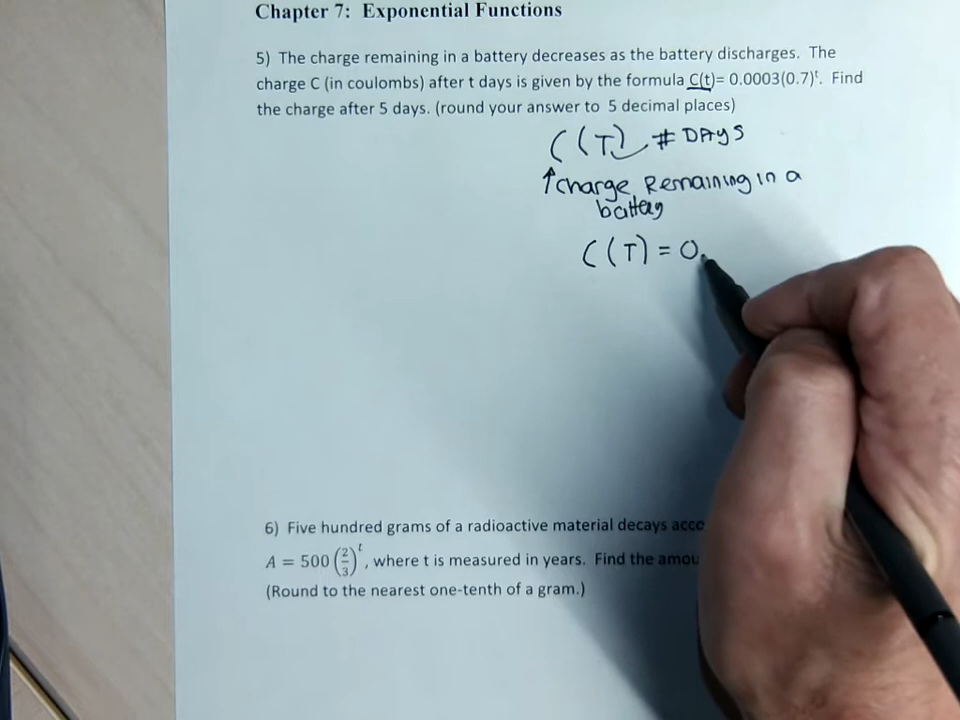 Chapter 7: Exponential Functions
5) The charge remaining in a battery decreases as the battery discharges. The
charge C (in coulombs) after t days is given by the formula C(t)= 0.0003(0.7)ᵗ. Find
the charge after 5 days. (round your answer to 5 decimal places)
C(T) # DAYS
↑charge Remaining in a
battery
C(T) = 0.
6) Five hundred grams of a radioactive material decays acco
A = 500(2/3)ᵗ, where t is measured in years. Find the amou
(Round to the nearest one-tenth of a gram.)